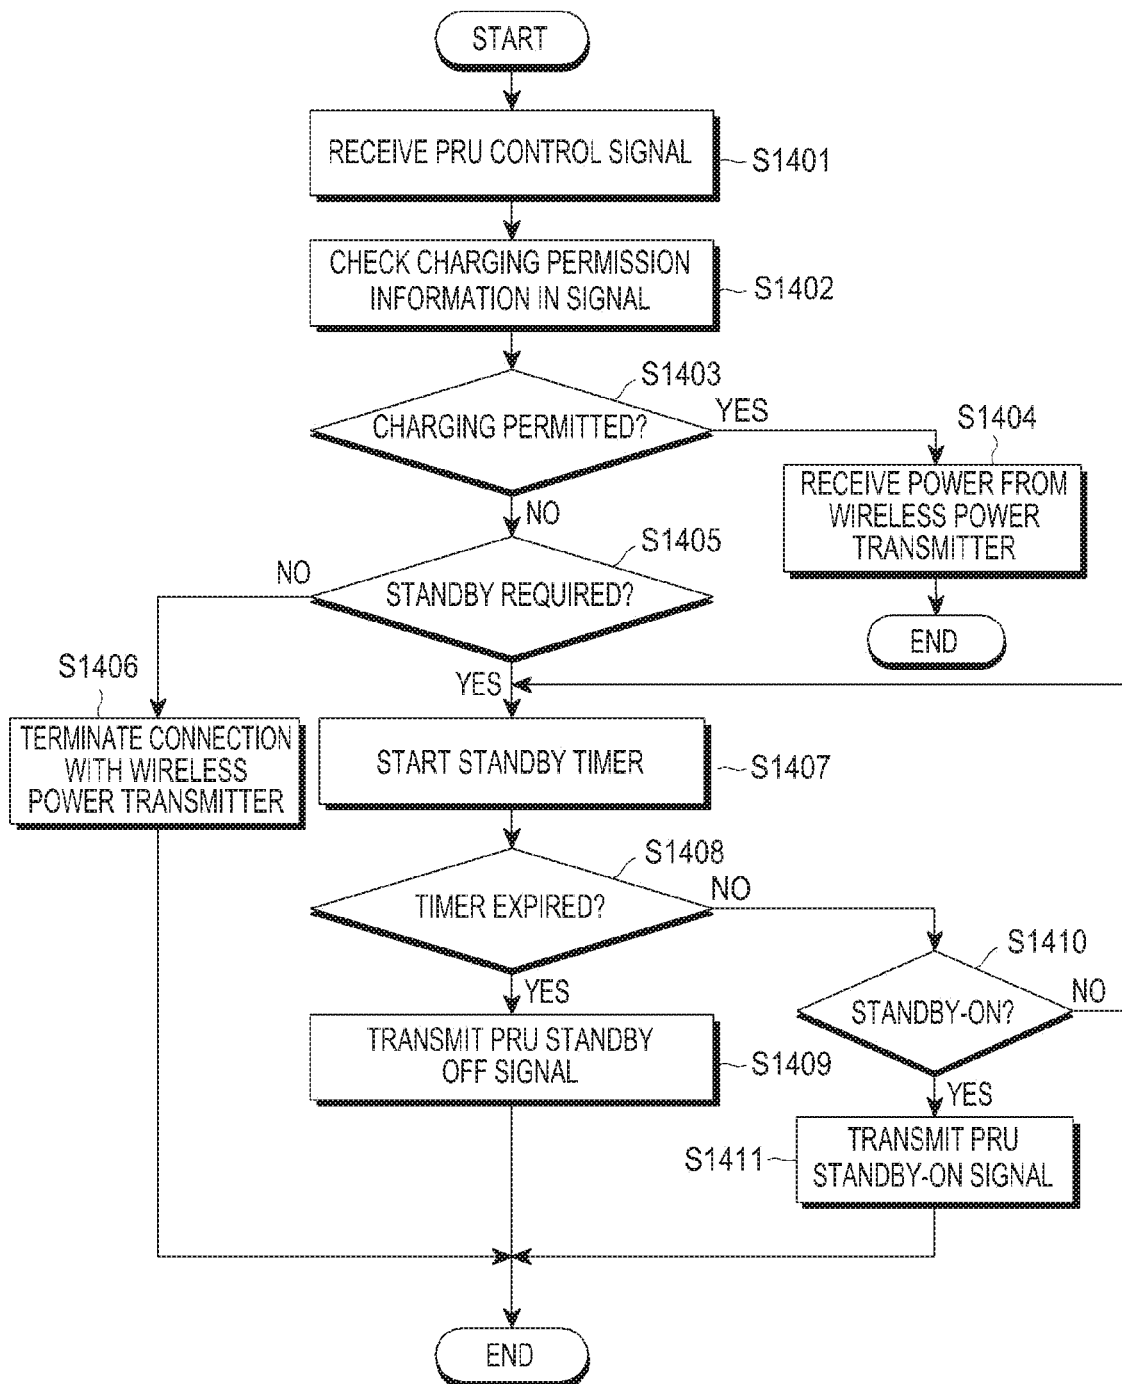 START
RECEIVE PRU CONTROL SIGNAL
S1401
CHECK CHARGING PERMISSION
INFORMATION IN SIGNAL
S1402
S1403
CHARGING PERMITTED?
YES
S1404
RECEIVE POWER FROM
WIRELESS POWER
TRANSMITTER
END
NO
S1405
STANDBY REQUIRED?
NO
YES
S1406
TERMINATE CONNECTION
WITH WIRELESS
POWER TRANSMITTER
START STANDBY TIMER
S1407
S1408
TIMER EXPIRED?
NO
YES
S1410
STANDBY-ON?
NO
YES
TRANSMIT PRU STANDBY
OFF SIGNAL
S1409
S1411
TRANSMIT PRU
STANDBY-ON SIGNAL
END